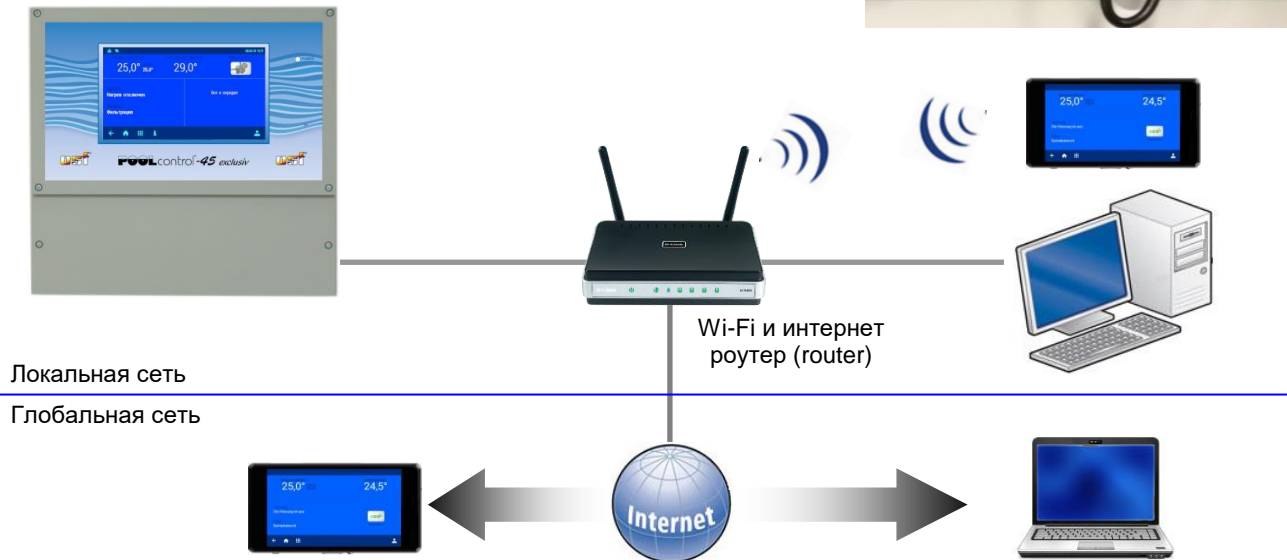 25,0°
29,0°
Нагрев отключен
Все в порядке
Фильтрация
POOLcontrol-45 exclusiv
25,0°
24,5°
Wi-Fi и интернет
роутер (router)
Локальная сеть
Глобальная сеть
25,0°
24,5°
Internet